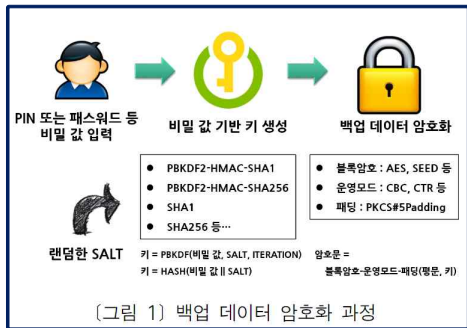 PIN 또는 패스워드 등
비밀 값 입력
비밀 값 기반 키 생성
백업 데이터 암호화
랜덤한 SALT
● PBKDF2-HMAC-SHA1
● PBKDF2-HMAC-SHA256
● SHA1
● SHA256 등…
● 블록암호 : AES, SEED 등
● 운영모드 : CBC, CTR 등
● 패딩 : PKCS#5Padding
키 = PBKDF(비밀 값, SALT, ITERATION)
키 = HASH(비밀 값 || SALT)
암호문 =
블록암호-운영모드-패딩(평문, 키)
〔그림 1〕 백업 데이터 암호화 과정